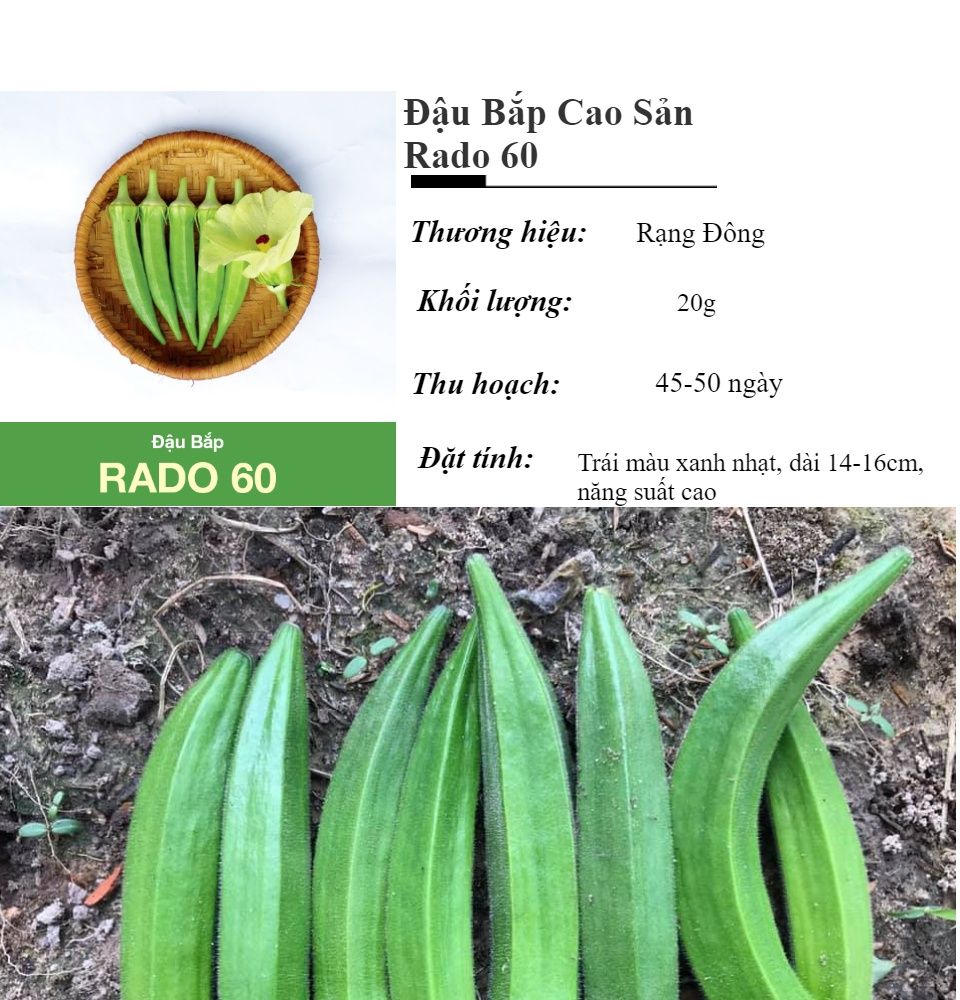 Đậu Bắp Cao Sản
Rado 60
Thương hiệu: Rạng Đông
Khối lượng: 20g
Thu hoạch: 45-50 ngày
Đặt tính: Trái màu xanh nhạt, dài 14-16cm,
năng suất cao
Đậu Bắp
RADO 60